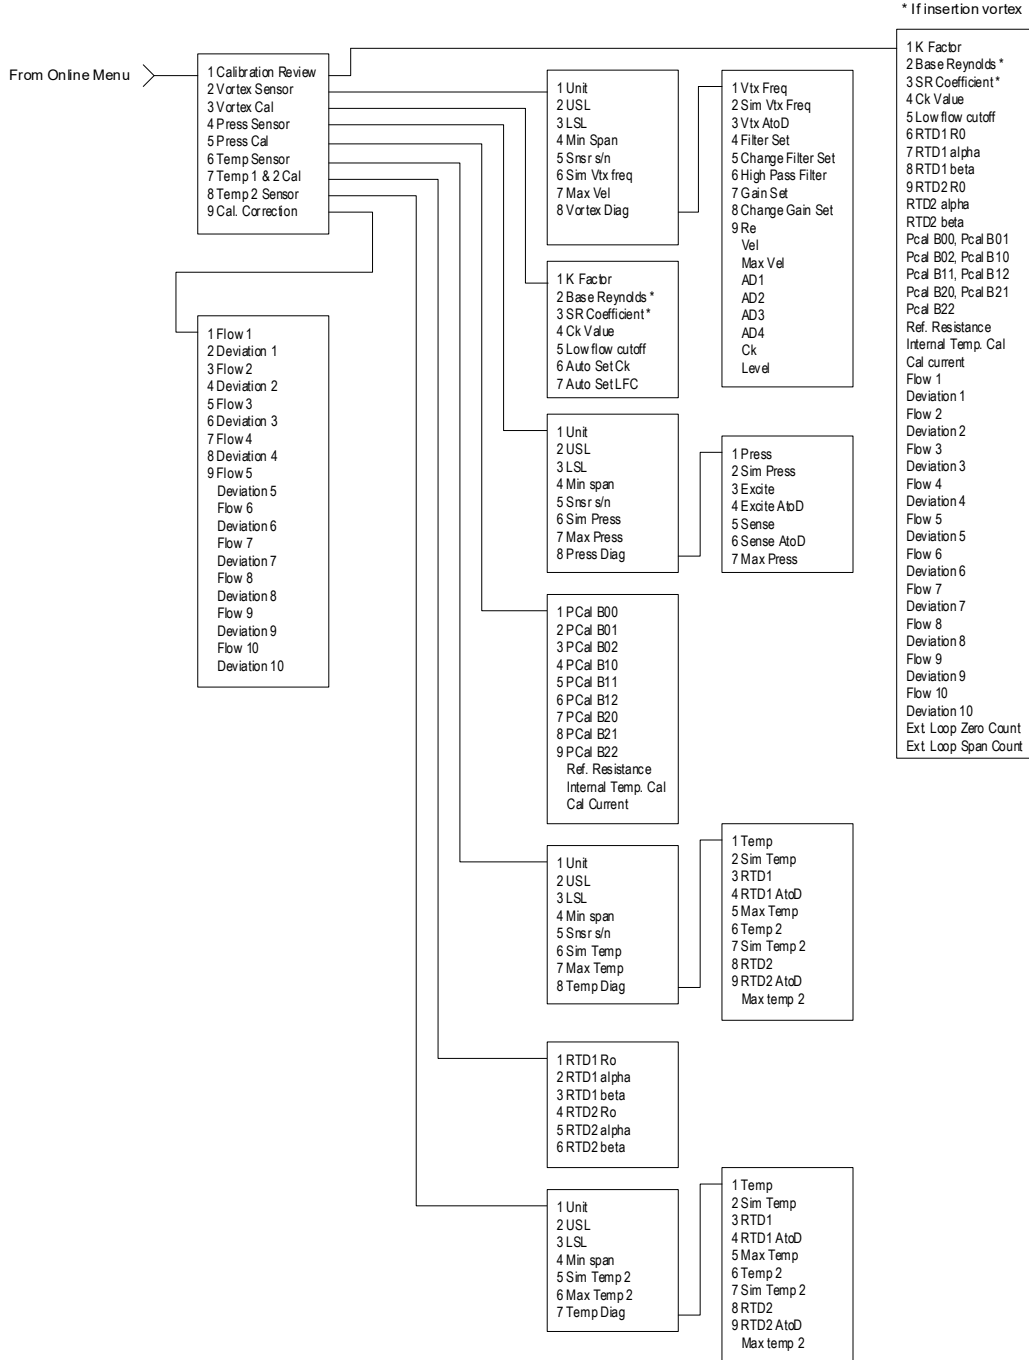 * If insertion vortex
From Online Menu
1 Calibration Review
2 Vortex Sensor
3 Vortex Cal
4 Press Sensor
5 Press Cal
6 Temp Sensor
7 Temp 1 & 2 Cal
8 Temp 2 Sensor
9 Cal. Correction
1 Flow 1
2 Deviation 1
3 Flow 2
4 Deviation 2
5 Flow 3
6 Deviation 3
7 Flow 4
8 Deviation 4
9 Flow 5
Deviation 5
Flow 6
Deviation 6
Flow 7
Deviation 7
Flow 8
Deviation 8
Flow 9
Deviation 9
Flow 10
Deviation 10
1 Unit
2 USL
3 LSL
4 Min Span
5 Snsr s/n
6 Sim Vtx freq
7 Max Vel
8 Vortex Diag
1 Vtx Freq
2 Sim Vtx Freq
3 Vtx AtoD
4 Filter Set
5 Change Filter Set
6 High Pass Filter
7 Gain Set
8 Change Gain Set
9 Re
Vel
Max Vel
AD1
AD2
AD3
AD4
Ck
Level
1 K Factor
2 Base Reynolds *
3 SR Coefficient *
4 Ck Value
5 Low flow cutoff
6 Auto Set Ck
7 Auto Set LFC
1 Unit
2 USL
3 LSL
4 Min span
5 Snsr s/n
6 Sim Press
7 Max Press
8 Press Diag
1 Press
2 Sim Press
3 Excite
4 Excite AtoD
5 Sense
6 Sense AtoD
7 Max Press
1 PCal B00
2 PCal B01
3 PCal B02
4 PCal B10
5 PCal B11
6 PCal B12
7 PCal B20
8 PCal B21
9 PCal B22
Ref. Resistance
Internal Temp. Cal
Cal Current
1 Unit
2 USL
3 LSL
4 Min span
5 Snsr s/n
6 Sim Temp
7 Max Temp
8 Temp Diag
1 Temp
2 Sim Temp
3 RTD1
4 RTD1 AtoD
5 Max Temp
6 Temp 2
7 Sim Temp 2
8 RTD2
9 RTD2 AtoD
Max temp 2
1 RTD1 Ro
2 RTD1 alpha
3 RTD1 beta
4 RTD2 Ro
5 RTD2 alpha
6 RTD2 beta
1 Unit
2 USL
3 LSL
4 Min span
5 Sim Temp 2
6 Max Temp 2
7 Temp Diag
1 Temp
2 Sim Temp
3 RTD1
4 RTD1 AtoD
5 Max Temp
6 Temp 2
7 Sim Temp 2
8 RTD2
9 RTD2 AtoD
Max temp 2
1 K Factor
2 Base Reynolds *
3 SR Coefficient *
4 Ck Value
5 Low flow cutoff
6 RTD1 R0
7 RTD1 alpha
8 RTD1 beta
9 RTD2 R0
RTD2 alpha
RTD2 beta
Pcal B00, Pcal B01
Pcal B02, Pcal B10
Pcal B11, Pcal B12
Pcal B20, Pcal B21
Pcal B22
Ref. Resistance
Internal Temp. Cal
Cal current
Flow 1
Deviation 1
Flow 2
Deviation 2
Flow 3
Deviation 3
Flow 4
Deviation 4
Flow 5
Deviation 5
Flow 6
Deviation 6
Flow 7
Deviation 7
Flow 8
Deviation 8
Flow 9
Deviation 9
Flow 10
Deviation 10
Ext. Loop Zero Count
Ext. Loop Span Count